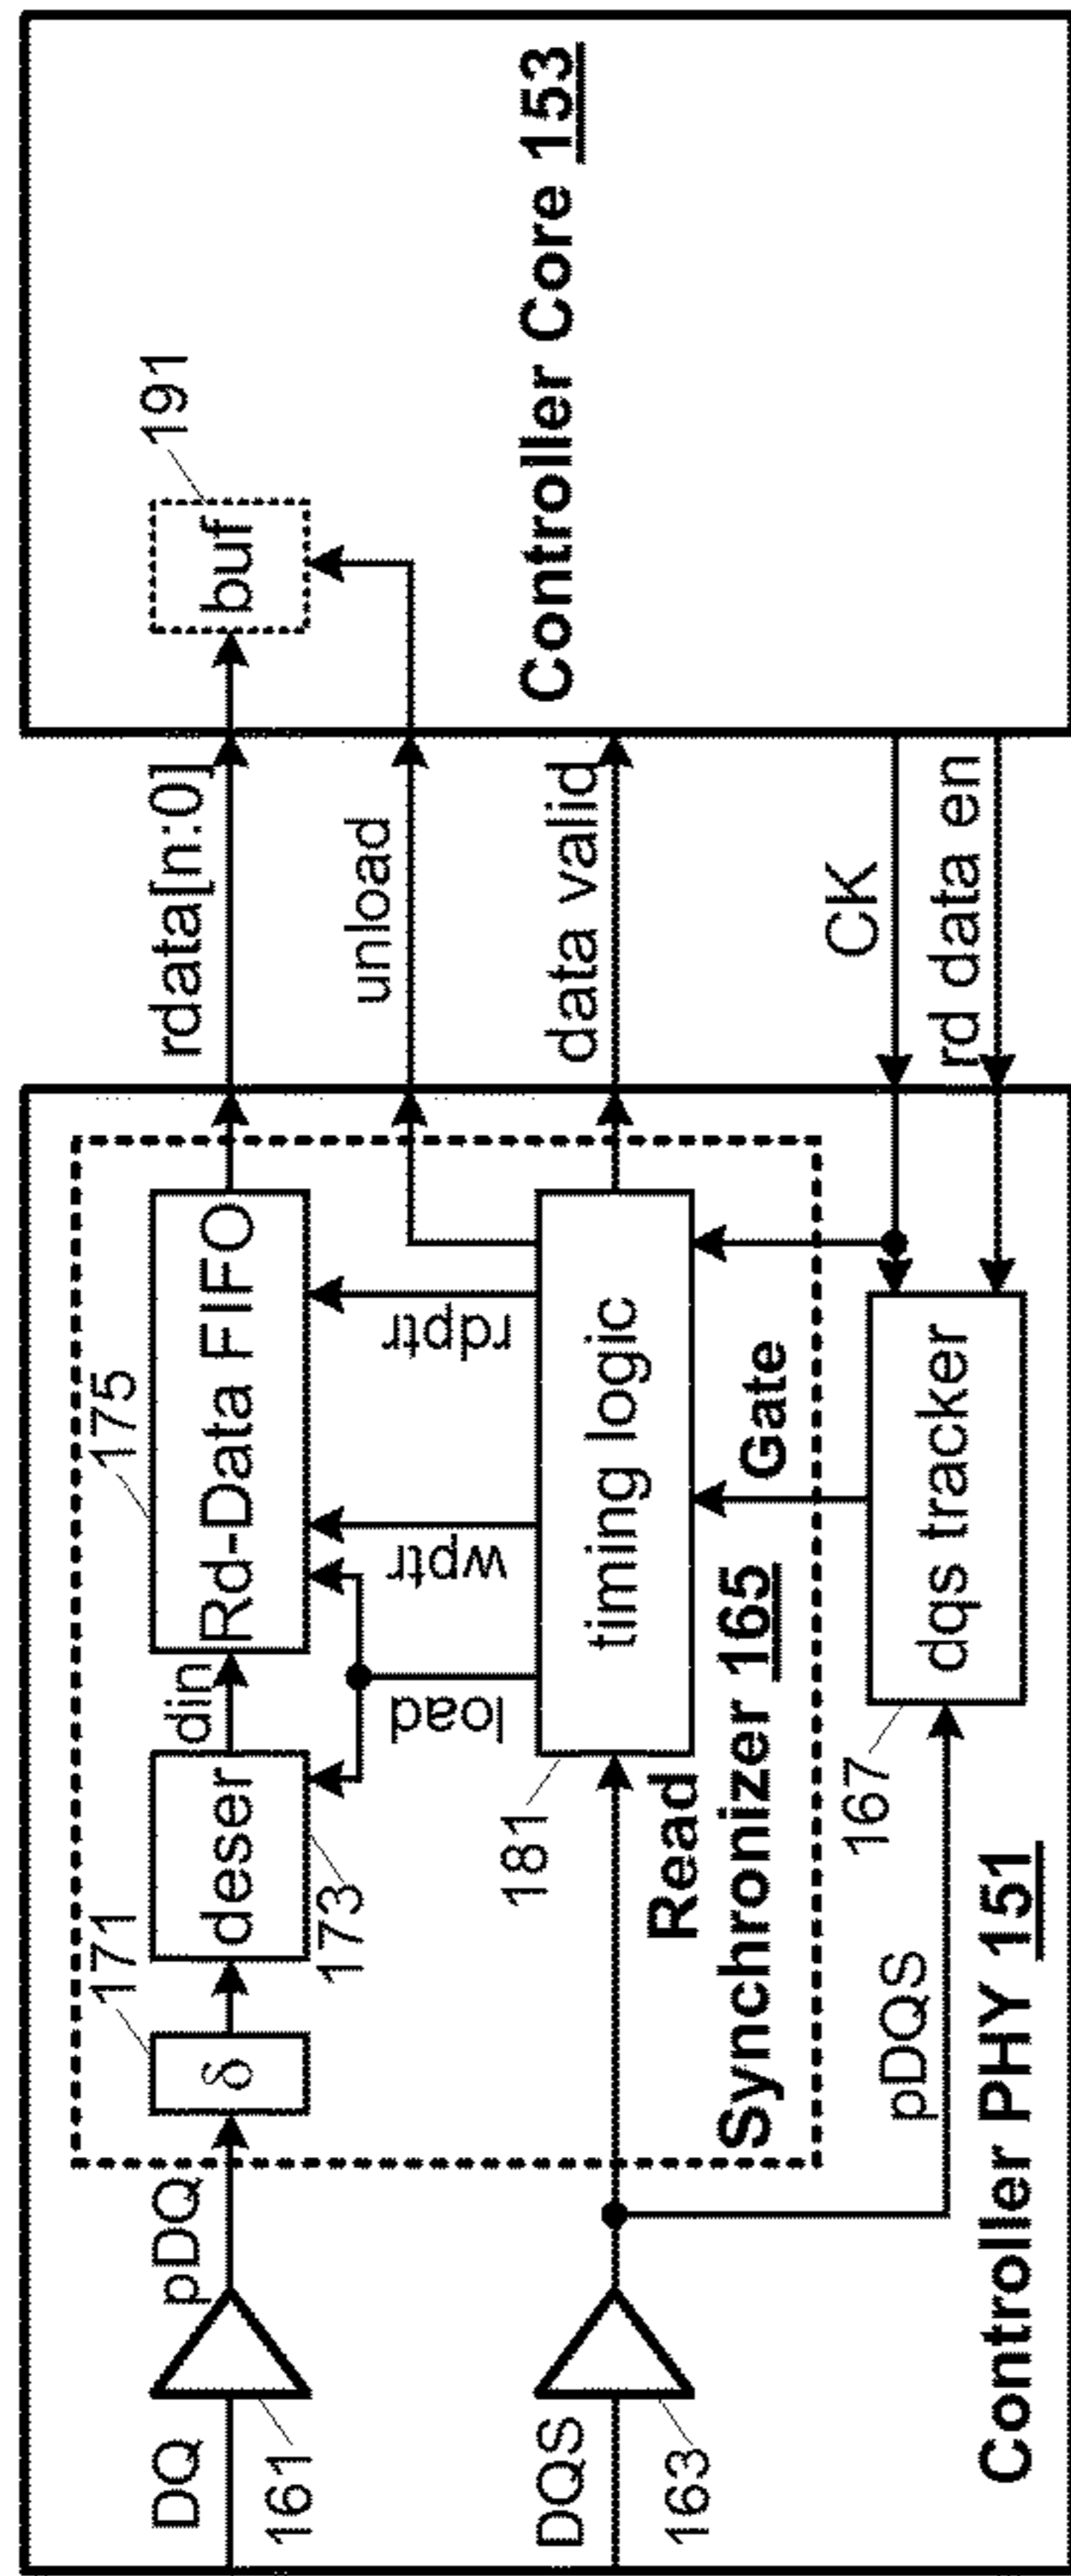 DQ
161
pDQ
171
δ
deser
173
din
175
Rd-Data FIFO
load
wptr
rdptr
DQS
163
181
timing logic
Read
Synchronizer 165
Gate
pDQS
167
dqs tracker
Controller PHY 151
rdata[n:0]
unload
data valid
CK
rd data en
191
buf
Controller Core 153